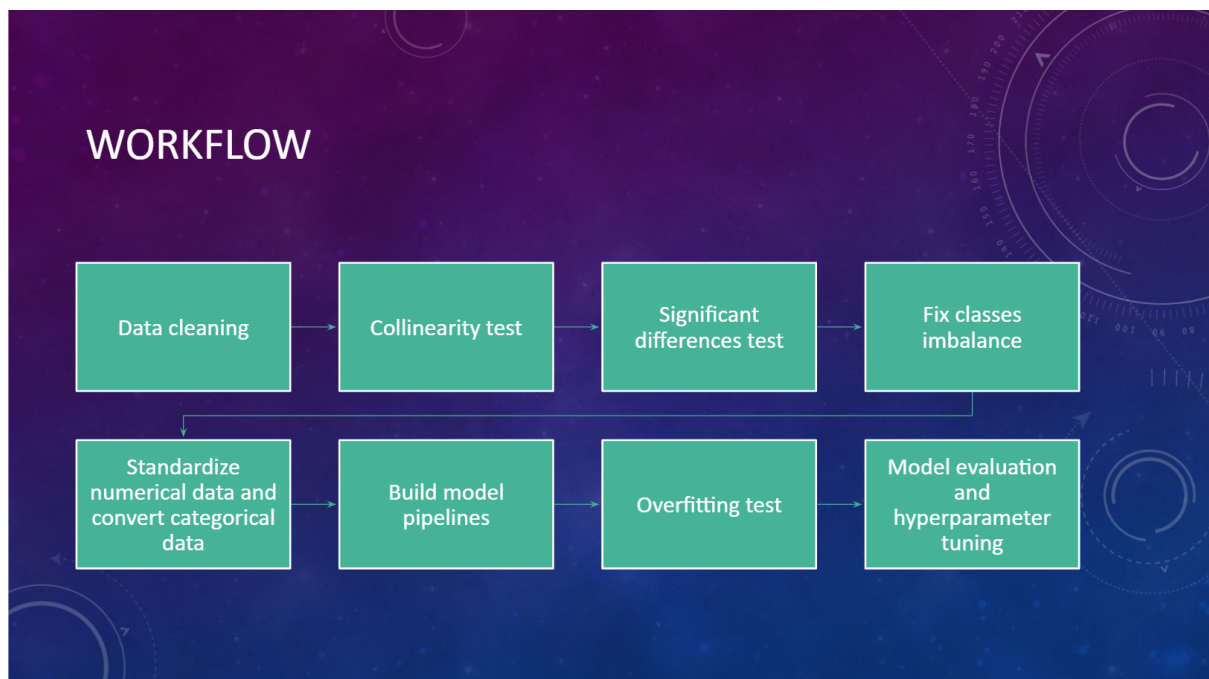 WORKFLOW
Data cleaning
Collinearity test
Significant
differences test
Fix classes
imbalance
Standardize
numerical data and
convert categorical
data
Build model
pipelines
Overfitting test
Model evaluation
and
hyperparameter
tuning